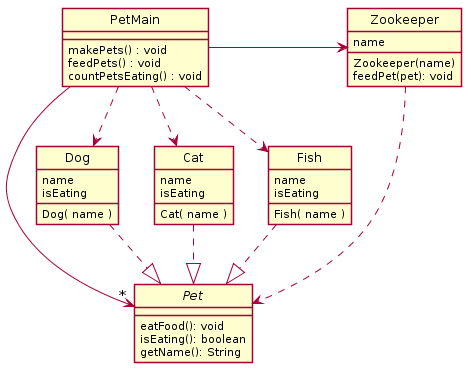 PetMain
makePets() : void
feedPets() : void
countPetsEating() : void
Zookeeper
name
Zookeeper(name)
feedPet(pet): void
Dog
name
isEating
Dog( name )
Cat
name
isEating
Cat( name )
Fish
name
isEating
Fish( name )
*
Pet
eatFood(): void
isEating(): boolean
getName(): String